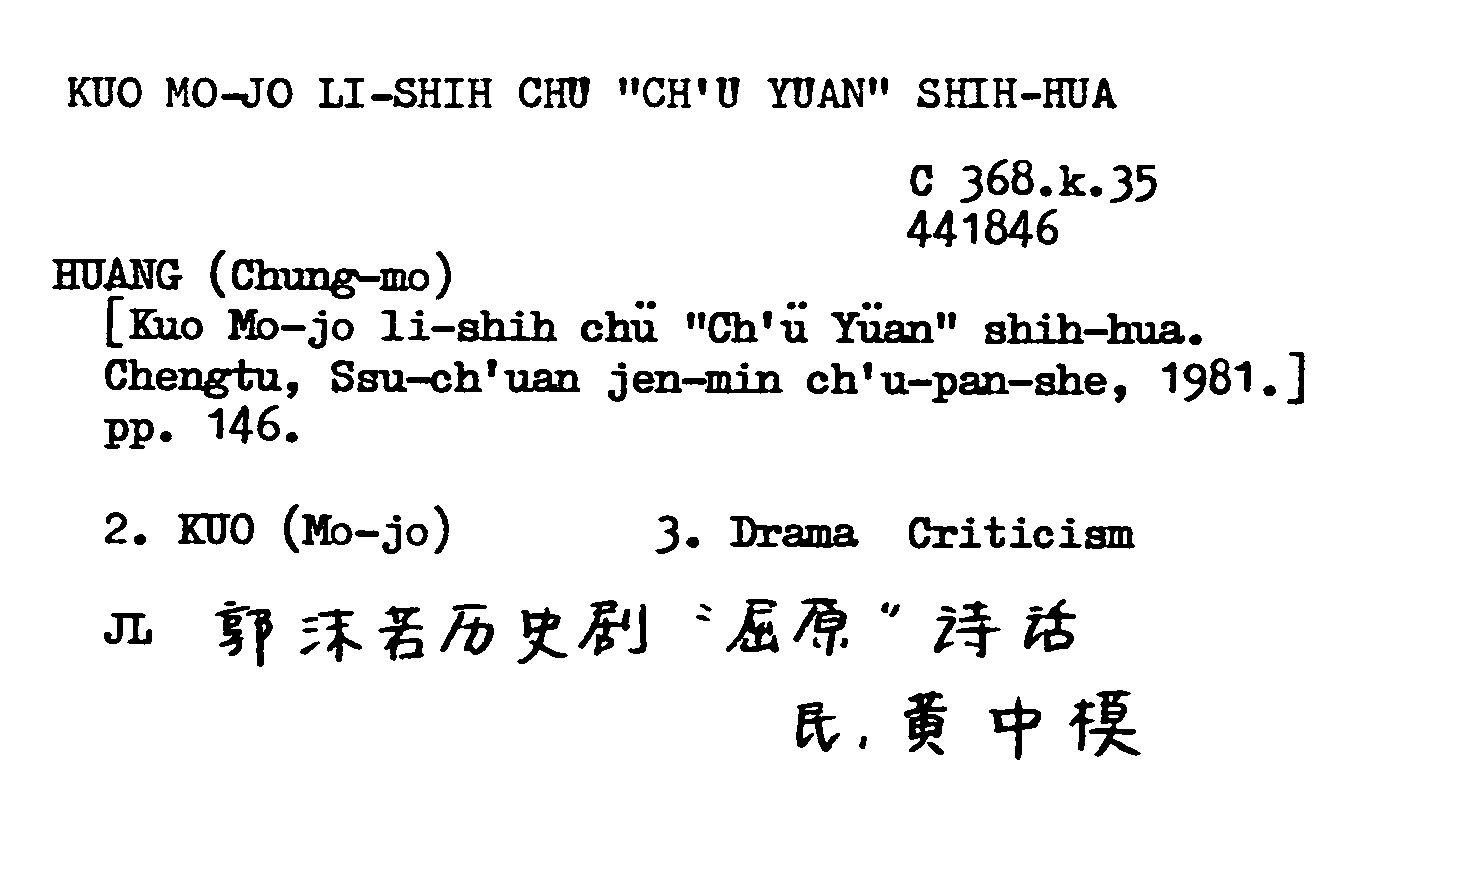 KUO MO-JO LI-SHIH CHU "CH'U YUAN" SHIH-HUA
C 368.k.35
441846
HUANG (Chung-mo)
[Kuo Mo-jo li-shih chü "Ch'ü Yüan" shih-hua.
Chengtu, Ssu-ch'uan jen-min ch'u-pan-she, 1981.]
pp. 146.
2. KUO (Mo-jo) 3. Drama Criticism
JL 郭沫若历史剧“屈原”诗话
民, 黄中模